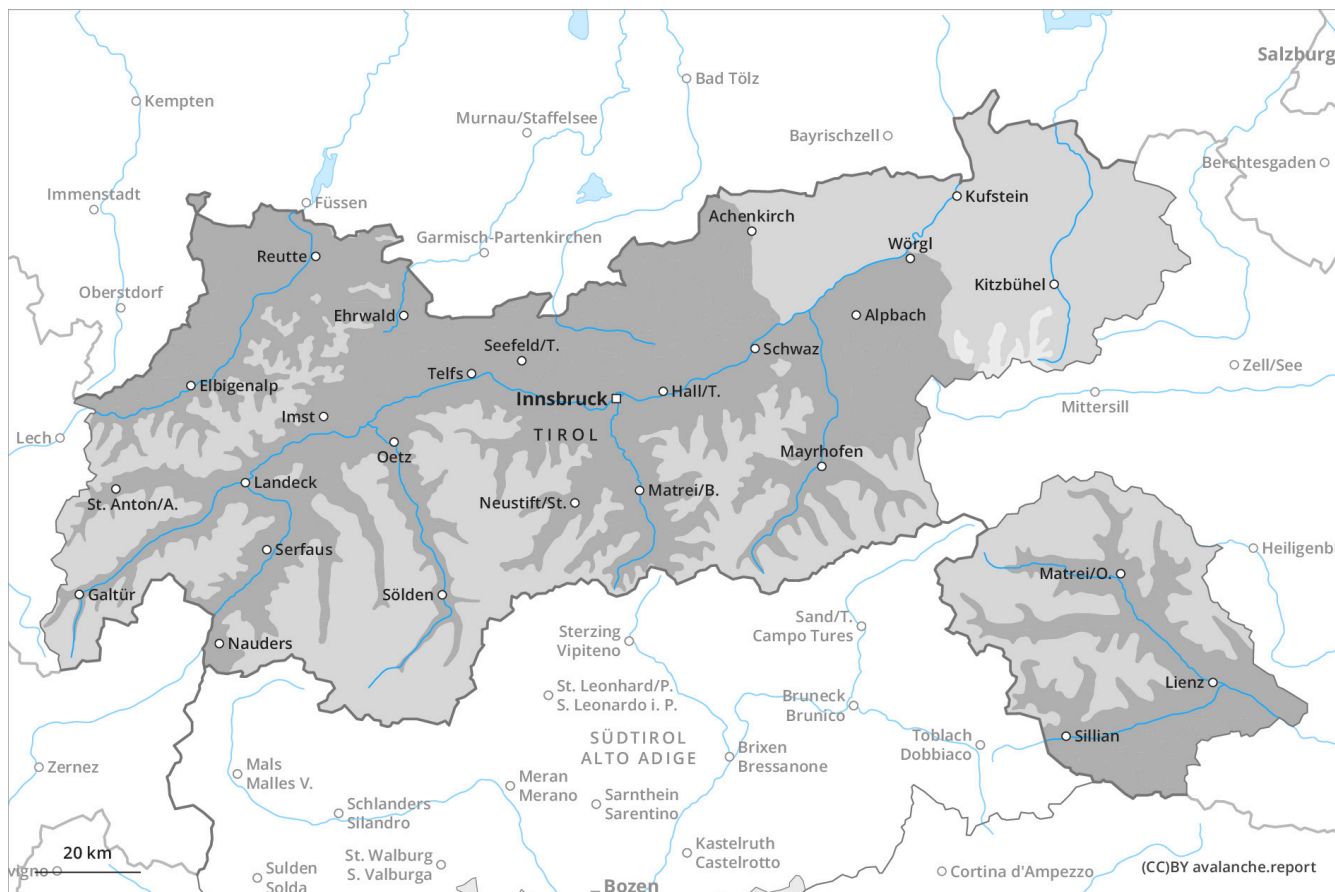 Salzburg
Kempten
Bad Tölz
Murnau/Staffelsee
Bayrischzell
Berchtesgaden
Immenstadt
Füssen
Kufstein
Achenkirch
Garmisch-Partenkirchen
Wörgl
Reutte
Kitzbühel
Oberstdorf
Ehrwald
Alpbach
Seefeld/T.
Schwaz
Zell/See
Telfs
Elbigenalp
Hall/T.
Innsbruck
Mittersill
Imst
TIROL
Lech
Oetz
Mayrhofen
Landeck
St. Anton/A.
Neustift/St.
Matrei/B.
Serfaus
Heiligenb
Matrei/O.
Galtür
Sölden
Sand/T.
Campo Tures
Sterzing
Vipiteno
Nauders
Lienz
St. Leonhard/P.
S. Leonardo i. P.
Bruneck
Brunico
SÜDTIROL
ALTO ADIGE
Sillian
Toblach
Dobbiaco
Brixen
Bressanone
Zernez
Mals
Malles V.
Meran
Merano
Sarnthein
Sarentino
Schlanders
Silandro
Kastelruth
Castelrotto
20 km
St. Walburg
S. Valburga
vigno
Sulden
Solda
Cortina d'Ampezzo
(CC)BY avalanche.report
Bozen